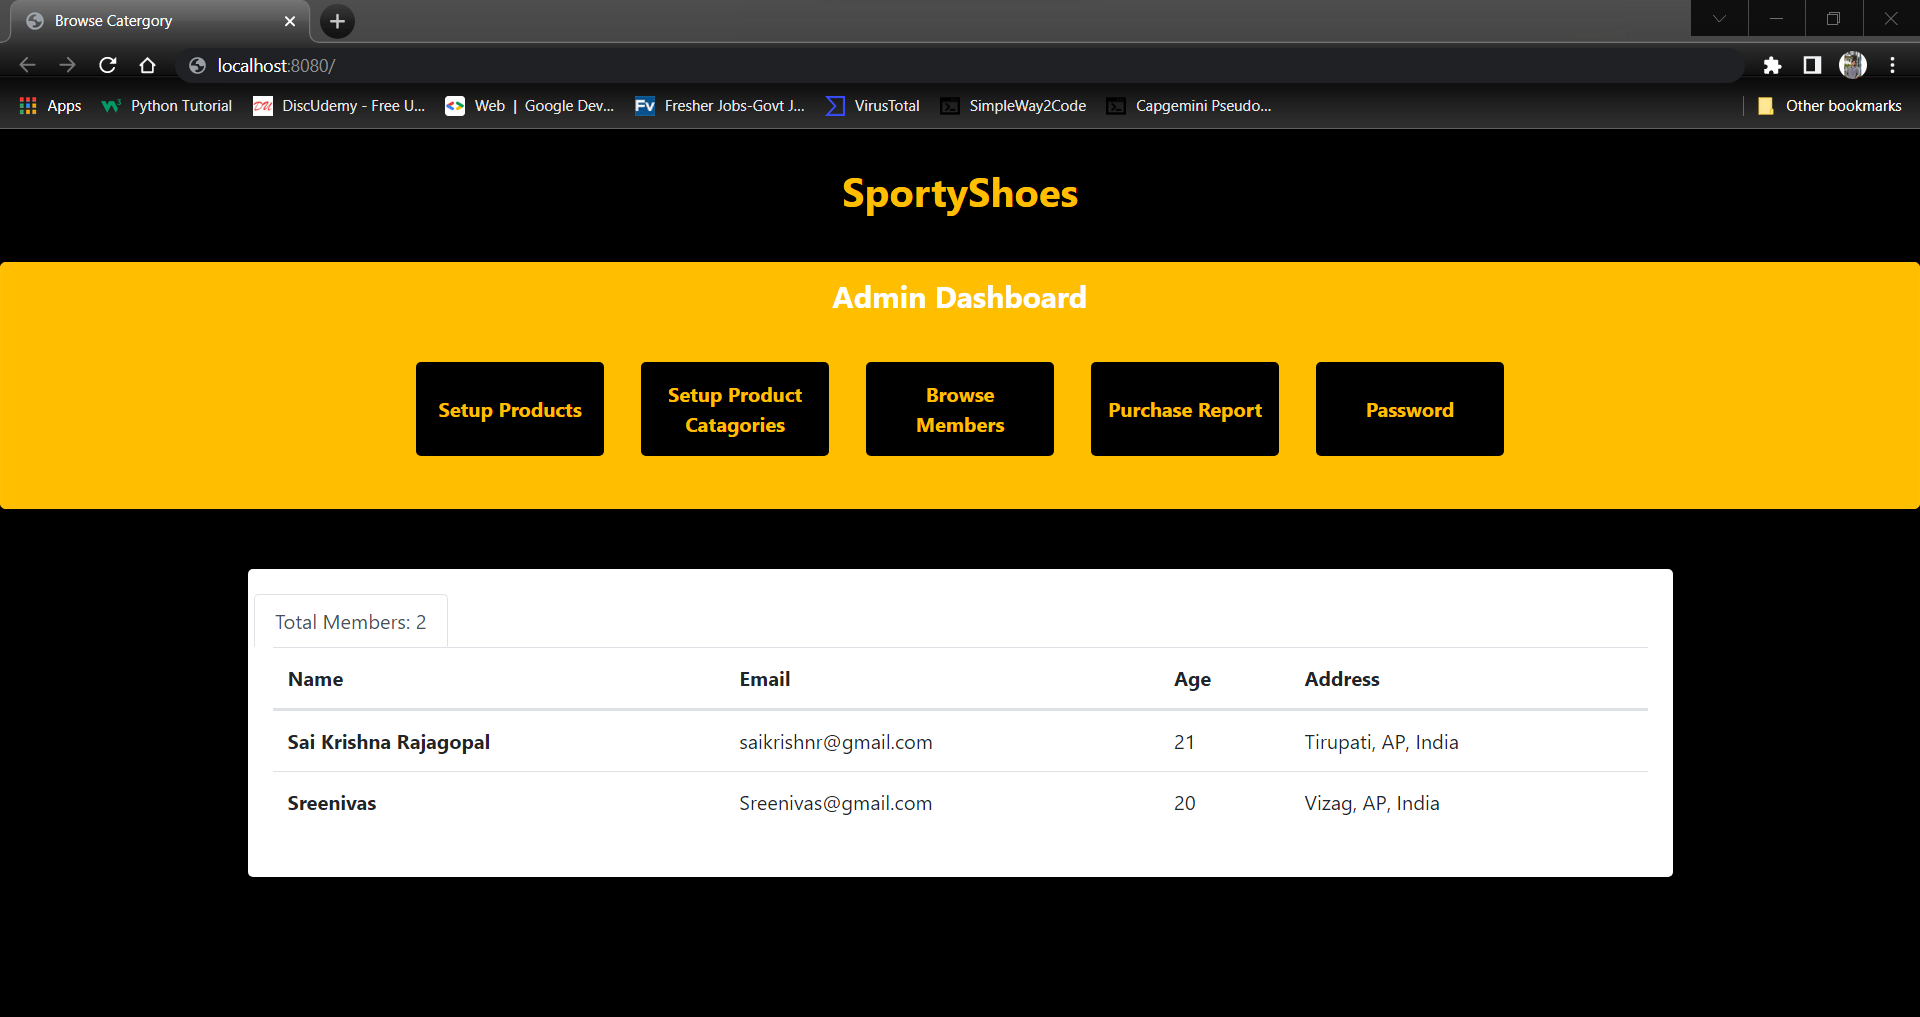 Browse Catergory
localhost:8080/
Apps
Python Tutorial
DiscUdemy - Free U...
Web | Google Dev...
Fv
Fresher Jobs-Govt J...
VirusTotal
SimpleWay2Code
Capgemini Pseudo...
Other bookmarks
SportyShoes
Admin Dashboard
Setup Products
Setup Product
Catagories
Browse
Members
Purchase Report
Password
Total Members: 2
Name Email Age Address
Sai Krishna Rajagopal saikrishnr@gmail.com 21 Tirupati, AP, India
Sreenivas Sreenivas@gmail.com 20 Vizag, AP, India